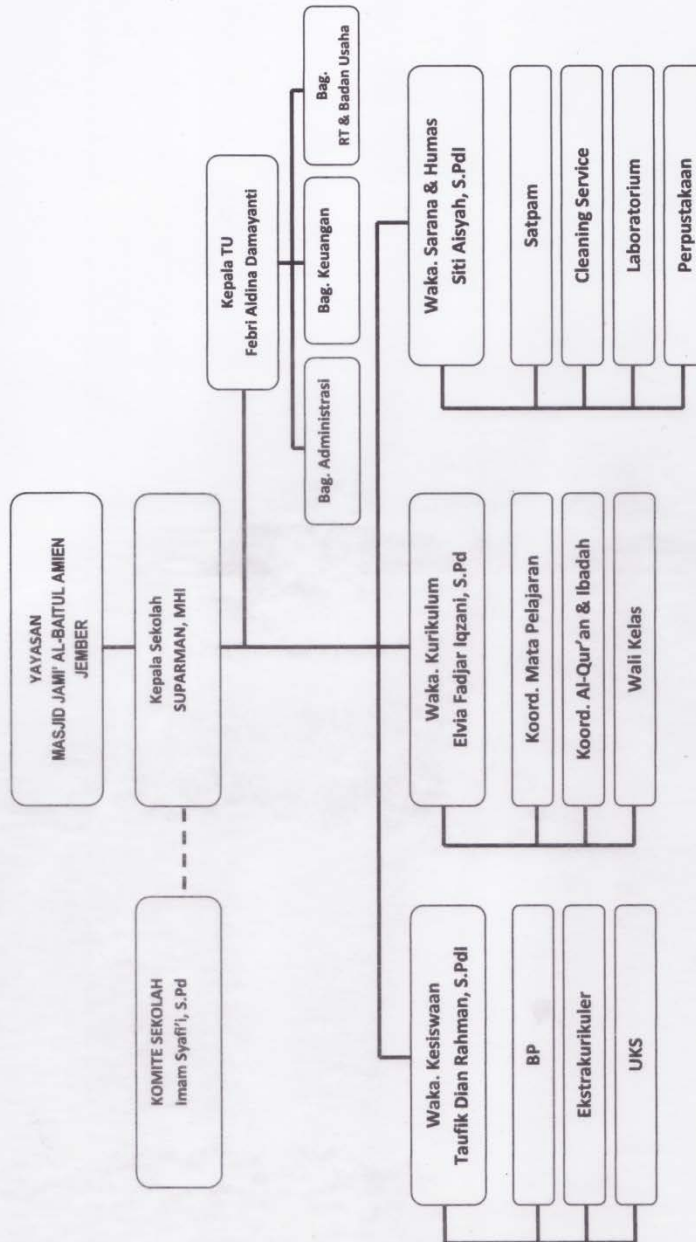 YAYASAN
MASJID JAMI' AL-BAITUL AMIEN
JEMBER
KOMITE SEKOLAH
Imam Syafi'i, S.Pd
Kepala Sekolah
SUPARMAN, MHI
Kepala TU
Febri Aldina Damayanti
Bag. Administrasi
Bag. Keuangan
Bag.
RT & Badan Usaha
Waka. Kesiswaan
Taufik Dian Rahman, S.PdI
BP
Ekstrakurikuler
UKS
Waka. Kurikulum
Elvia Fadjar Iqzani, S.Pd
Koord. Mata Pelajaran
Koord. Al-Qur'an & Ibadah
Wali Kelas
Waka. Sarana & Humas
Siti Aisyah, S.PdI
Satpam
Cleaning Service
Laboratorium
Perpustakaan